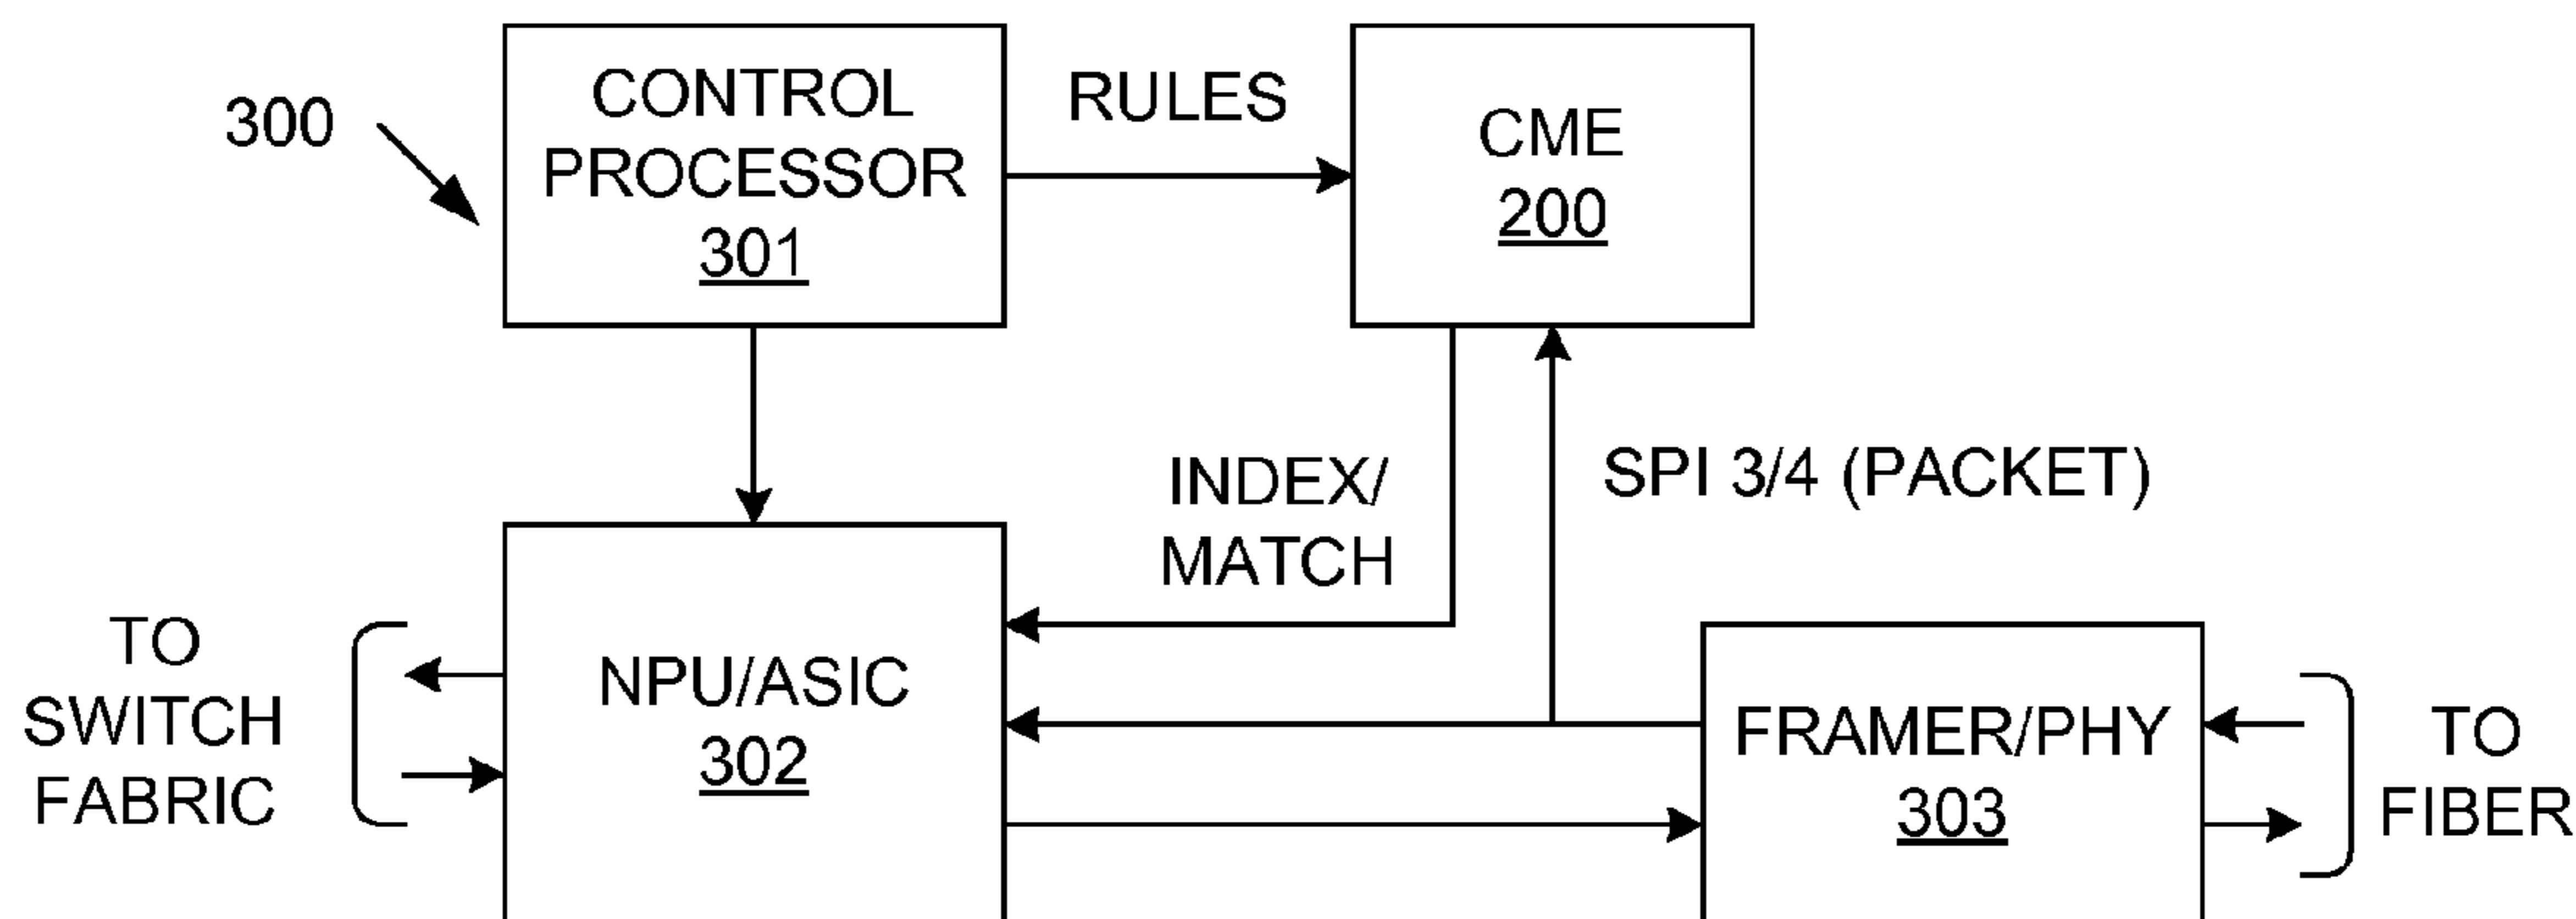 300
CONTROL
PROCESSOR
301
RULES
CME
200
INDEX/
MATCH
SPI 3/4 (PACKET)
TO
SWITCH
FABRIC
NPU/ASIC
302
FRAMER/PHY
303
TO
FIBER